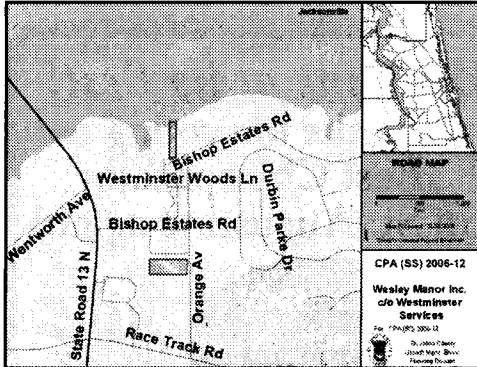 Jacksonville
Bishop Estates Rd
Westminster Woods Ln
Durbin Parke Dr
Wentworth Ave
Bishop Estates Rd
Orange Av
State Road 13 N
Race Track Rd
ROAD MAP
CPA (SS) 2006-12
Wesley Manor Inc.
c/o Westminster
Services